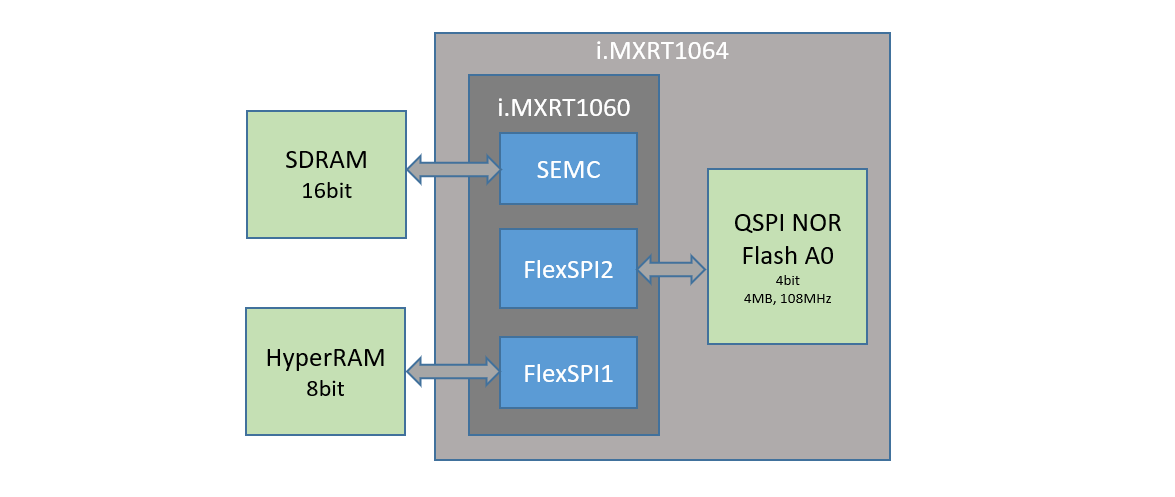 i.MXRT1064
i.MXRT1060
SDRAM
16bit
SEMC
QSPI NOR
Flash A0
4bit
4MB, 108MHz
FlexSPI2
HyperRAM
8bit
FlexSPI1